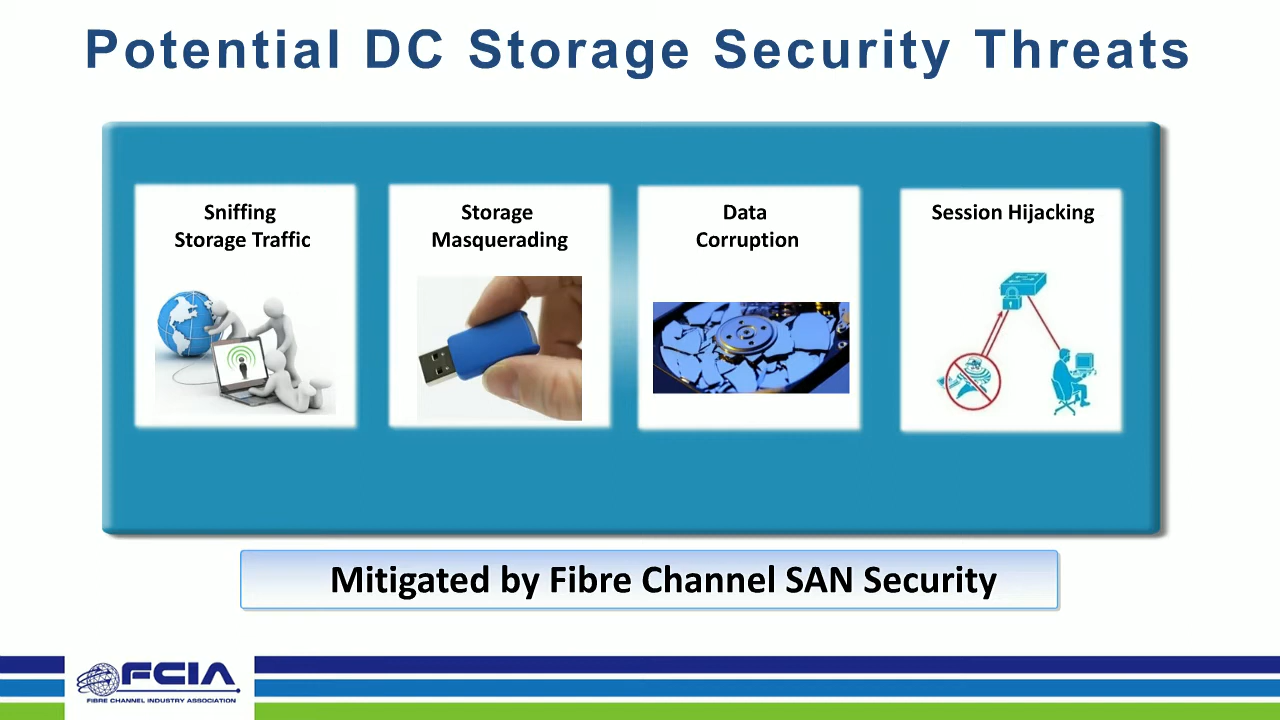 Potential DC Storage Security Threats
Sniffing
Storage Traffic
Storage
Masquerading
Data
Corruption
Session Hijacking
Mitigated by Fibre Channel SAN Security
FCIA
FIBRE CHANNEL INDUSTRY ASSOCIATION